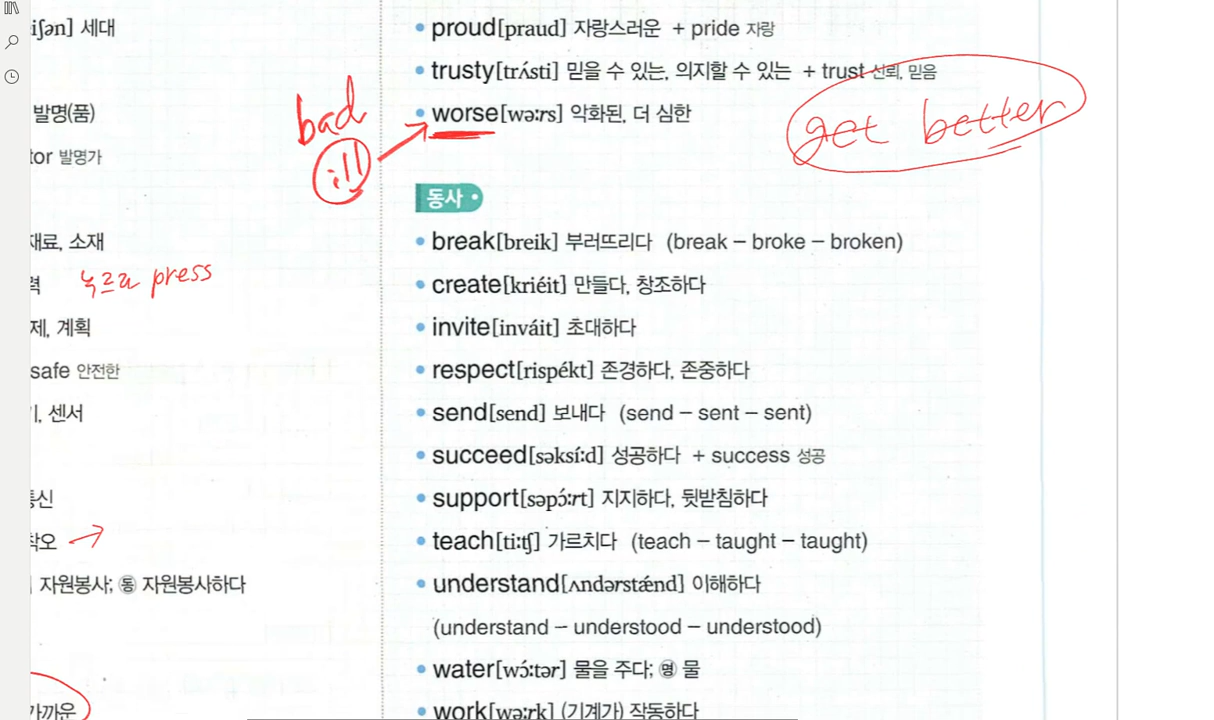 [iʃən] 세대
발명(품)
tor 발명가
재료, 소재
력 누르다 press
제, 계획
safe 안전한
기, 센서
통신
착오 →
자원봉사; ㊌ 자원봉사하다
가까운
• proud[praud] 자랑스러운 + pride 자랑
• trusty[trʌ́sti] 믿을 수 있는, 의지할 수 있는 + trust 신뢰, 믿음
• worse[wəːrs] 악화된, 더 심한
bad
ill
get better
동사
• break[breik] 부러뜨리다 (break – broke – broken)
• create[kriéit] 만들다, 창조하다
• invite[inváit] 초대하다
• respect[rispékt] 존경하다, 존중하다
• send[send] 보내다 (send – sent – sent)
• succeed[səksíːd] 성공하다 + success 성공
• support[səpɔ́ːrt] 지지하다, 뒷받침하다
• teach[tiːtʃ] 가르치다 (teach – taught – taught)
• understand[ʌndərstǽnd] 이해하다
(understand – understood – understood)
• water[wɔ́ːtər] 물을 주다; 명 물
• work[wəːrk] (기계가) 작동하다